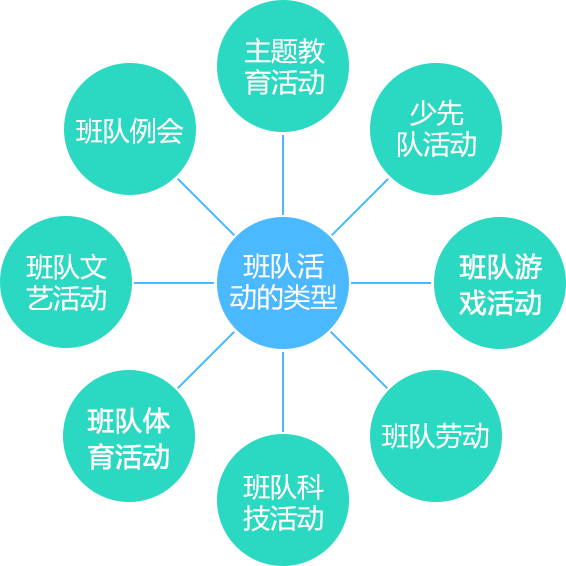 主题教
育活动
班队例会
少先
队活动
班队文
艺活动
班队活
动的类型
班队游
戏活动
班队体
育活动
班队劳动
班队科
技活动